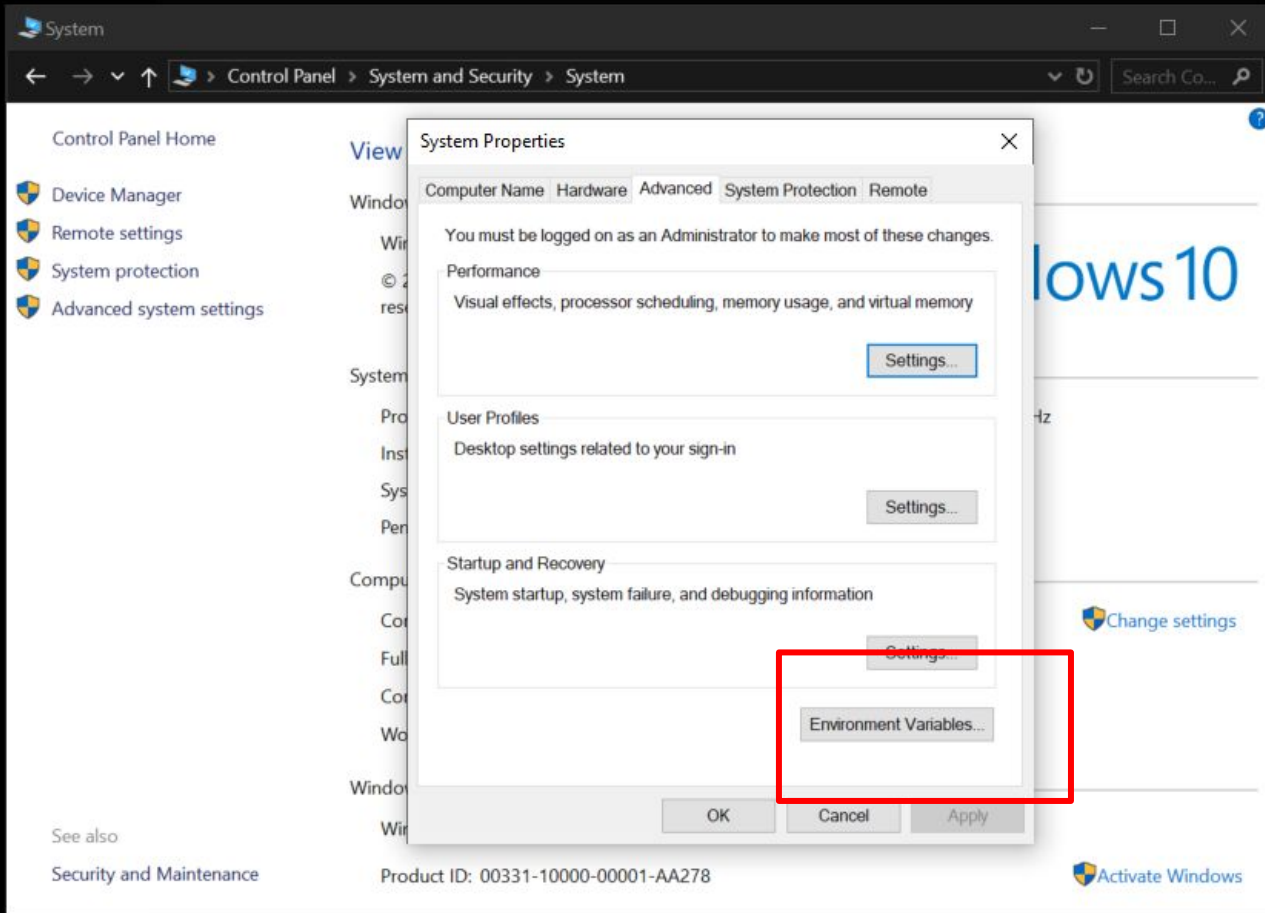 System
Control Panel > System and Security > System
Search Co...
Control Panel Home
Device Manager
Remote settings
System protection
Advanced system settings
See also
Security and Maintenance
View
System Properties
Computer Name Hardware Advanced System Protection Remote
You must be logged on as an Administrator to make most of these changes.
Performance
Visual effects, processor scheduling, memory usage, and virtual memory
Settings...
User Profiles
Desktop settings related to your sign-in
Settings...
Startup and Recovery
System startup, system failure, and debugging information
Settings...
Environment Variables...
OK Cancel Apply
ows 10
Hz
System
Change settings
Product ID: 00331-10000-00001-AA278
Activate Windows